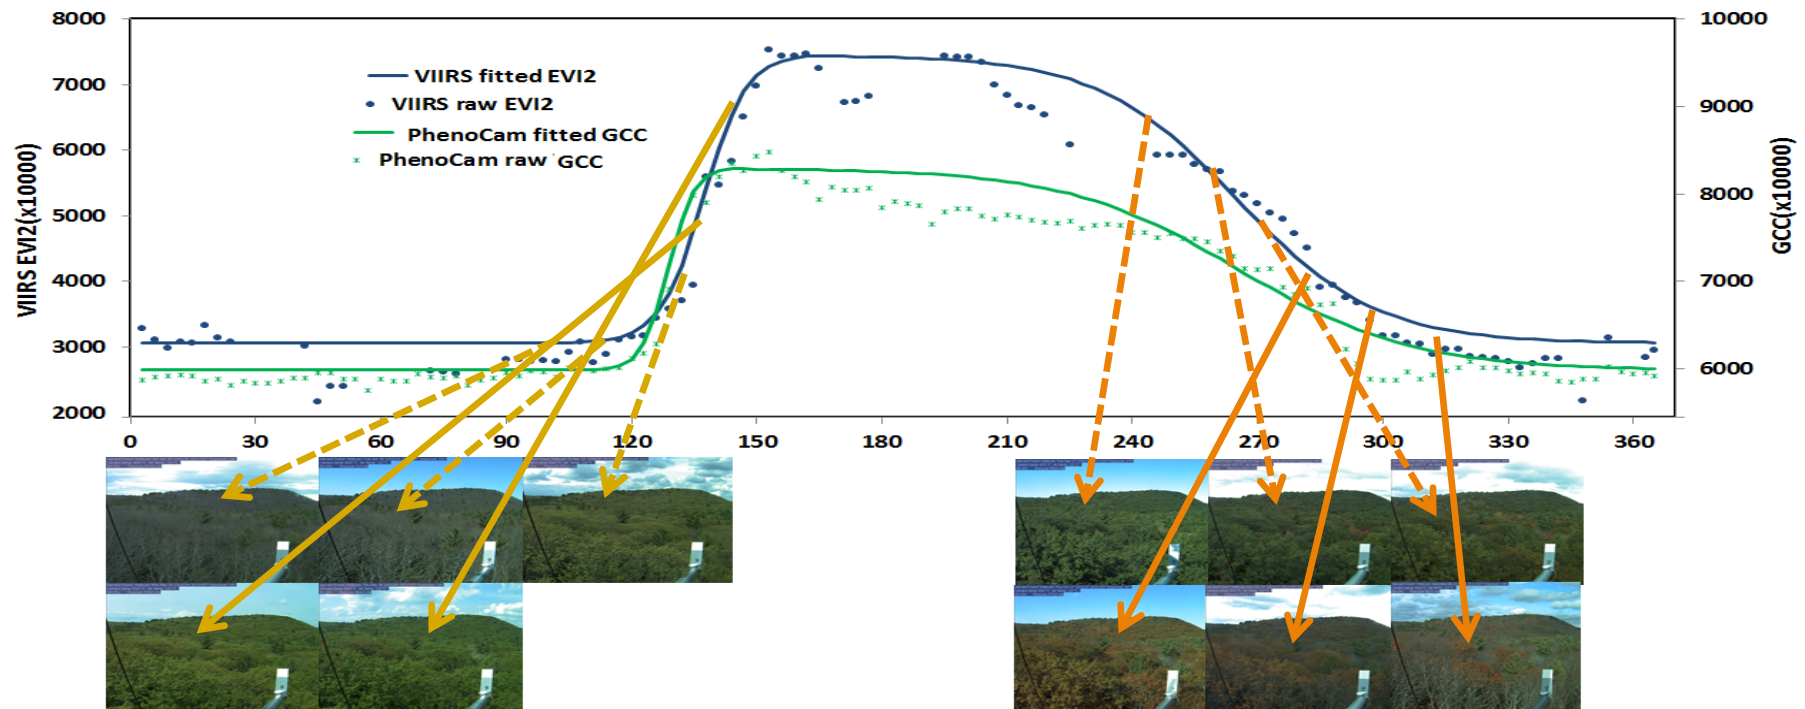 8000
7000
6000
5000
4000
3000
2000
VIIRS EVI2(x10000)
VIIRS fitted EVI2
VIIRS raw EVI2
PhenoCam fitted GCC
PhenoCam raw GCC
10000
9000
8000
7000
6000
GCC(x10000)
0 30 60 90 120 150 180 210 240 270 300 330 360